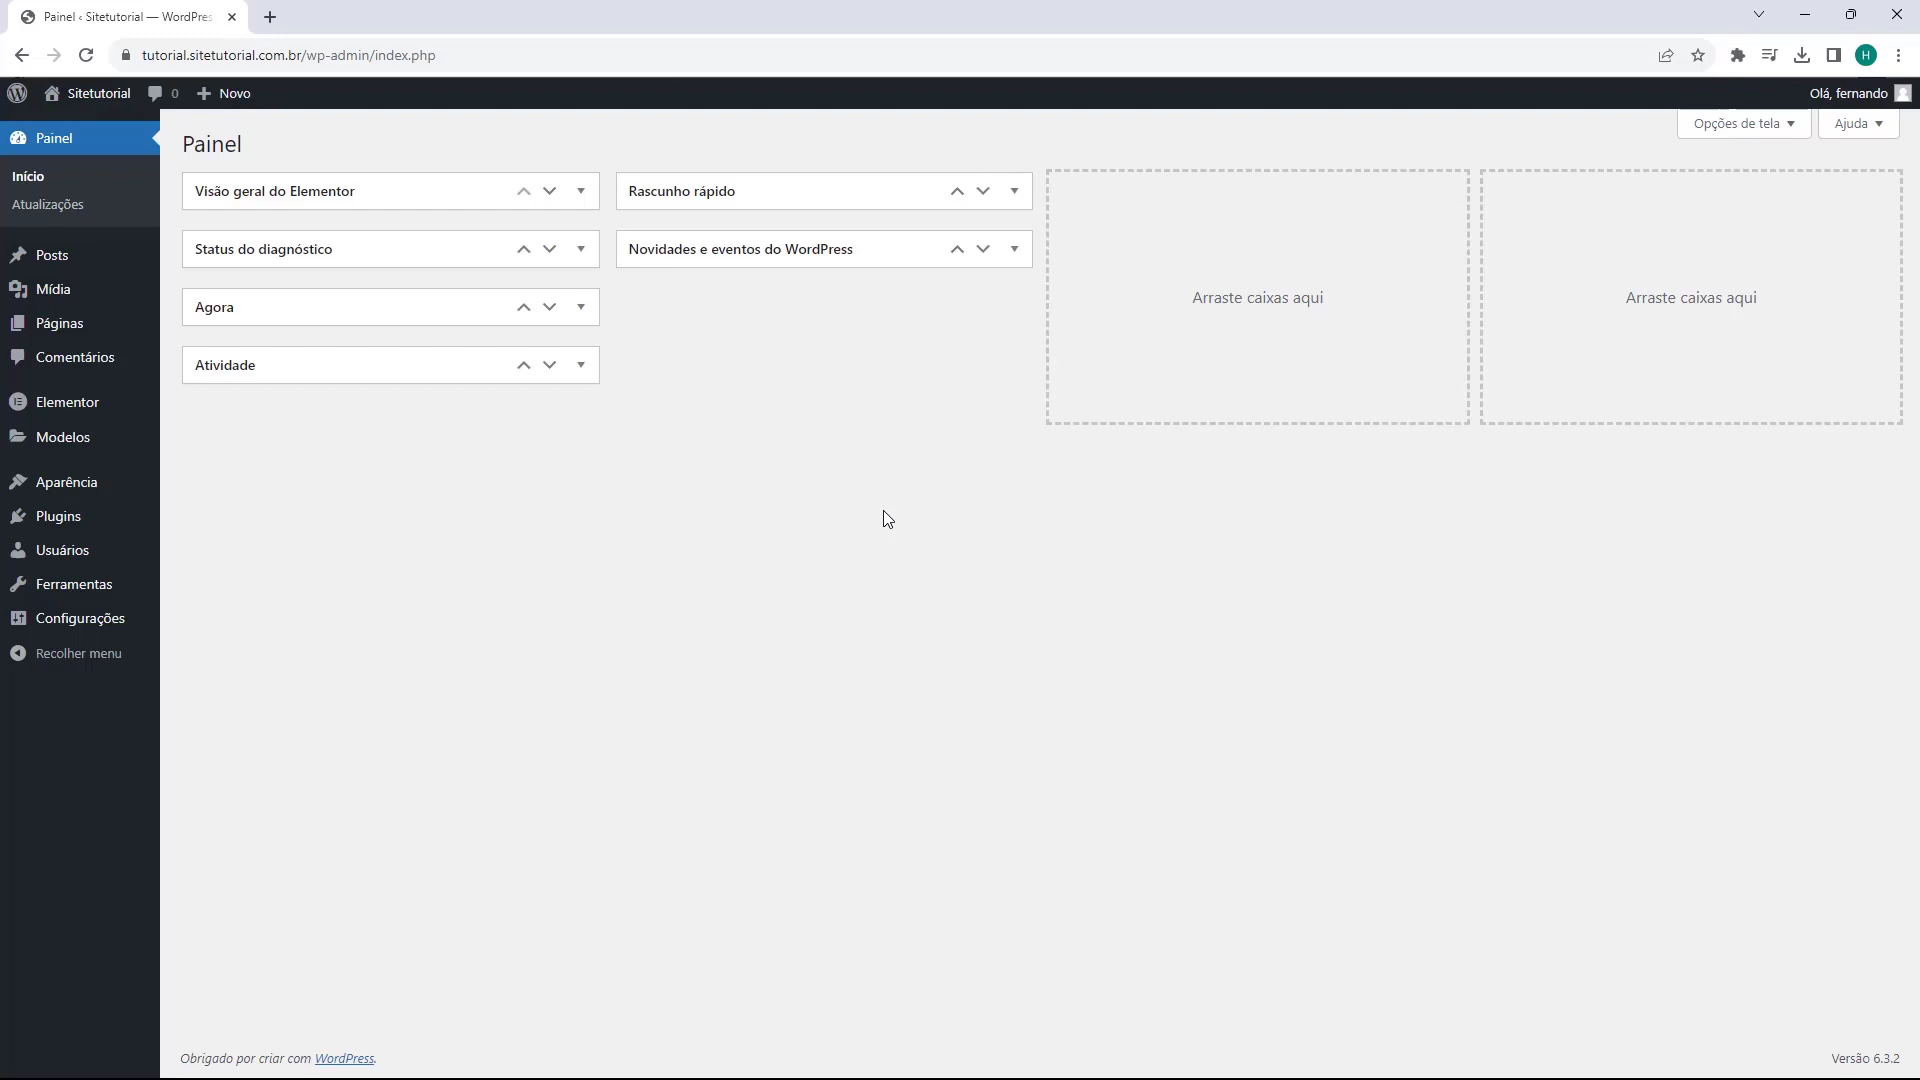 Painel ‹ Sitetutorial — WordPres
tutorial.sitetutorial.com.br/wp-admin/index.php
H
Sitetutorial 0 Novo
Olá, fernando
Painel
Início
Atualizações
Posts
Mídia
Páginas
Comentários
Elementor
Modelos
Aparência
Plugins
Usuários
Ferramentas
Configurações
Recolher menu
Opções de tela
Ajuda
Painel
Visão geral do Elementor
Status do diagnóstico
Agora
Atividade
Rascunho rápido
Novidades e eventos do WordPress
Arraste caixas aqui
Arraste caixas aqui
Obrigado por criar com WordPress.
Versão 6.3.2